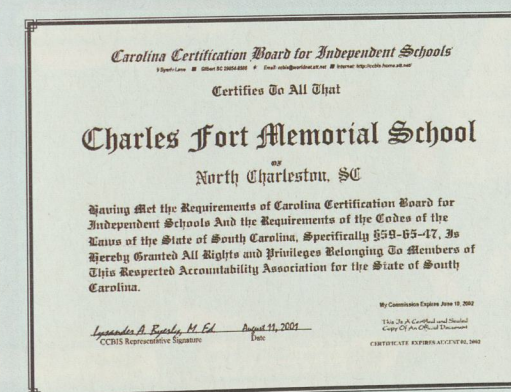 Carolina Certification Board for Independent Schools
Gilbert SC Email: Internet:
Certifies To All That
Charles Fort Memorial School
OF
North Charleston, SC
Having Met the Requirements of Carolina Certification Board for
Independent Schools And the Requirements of the Codes of the
Laws of the State of South Carolina, Specifically §59-65-47, Is
Hereby Granted All Rights and Privileges Belonging To Members of
This Respected Accountability Association for the State of South
Carolina.
My Commission Expires June 10, 2002
Lysander A. Byerly, M. Ed August 11, 2001
This Is A Certified and Sealed
CCBIS Representative Signature Date
Copy Of An Official Document
CERTIFICATE EXPIRES AUGUST 02, 2002